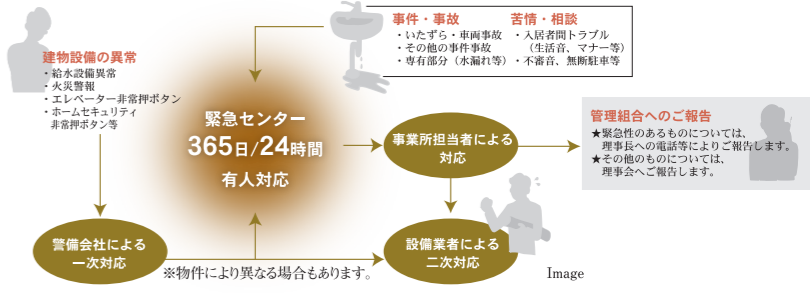 事件・事故
・いたずら・車両事故
・その他の事件事故
・専有部分（水漏れ等）
苦情・相談
・入居者間トラブル
（生活音、マナー等）
・不審音、無断駐車等
建物設備の異常
・給水設備異常
・火災警報
・エレベーター非常押ボタン
・ホームセキュリティ
非常押ボタン等
緊急センター
365日/24時間
有人対応
事業所担当者による
対応
管理組合へのご報告
★緊急性のあるものについては、
理事長への電話等によりご報告します。
★その他のものについては、
理事会へご報告します。
警備会社による
一次対応
設備業者による
二次対応
※物件により異なる場合もあります。
Image